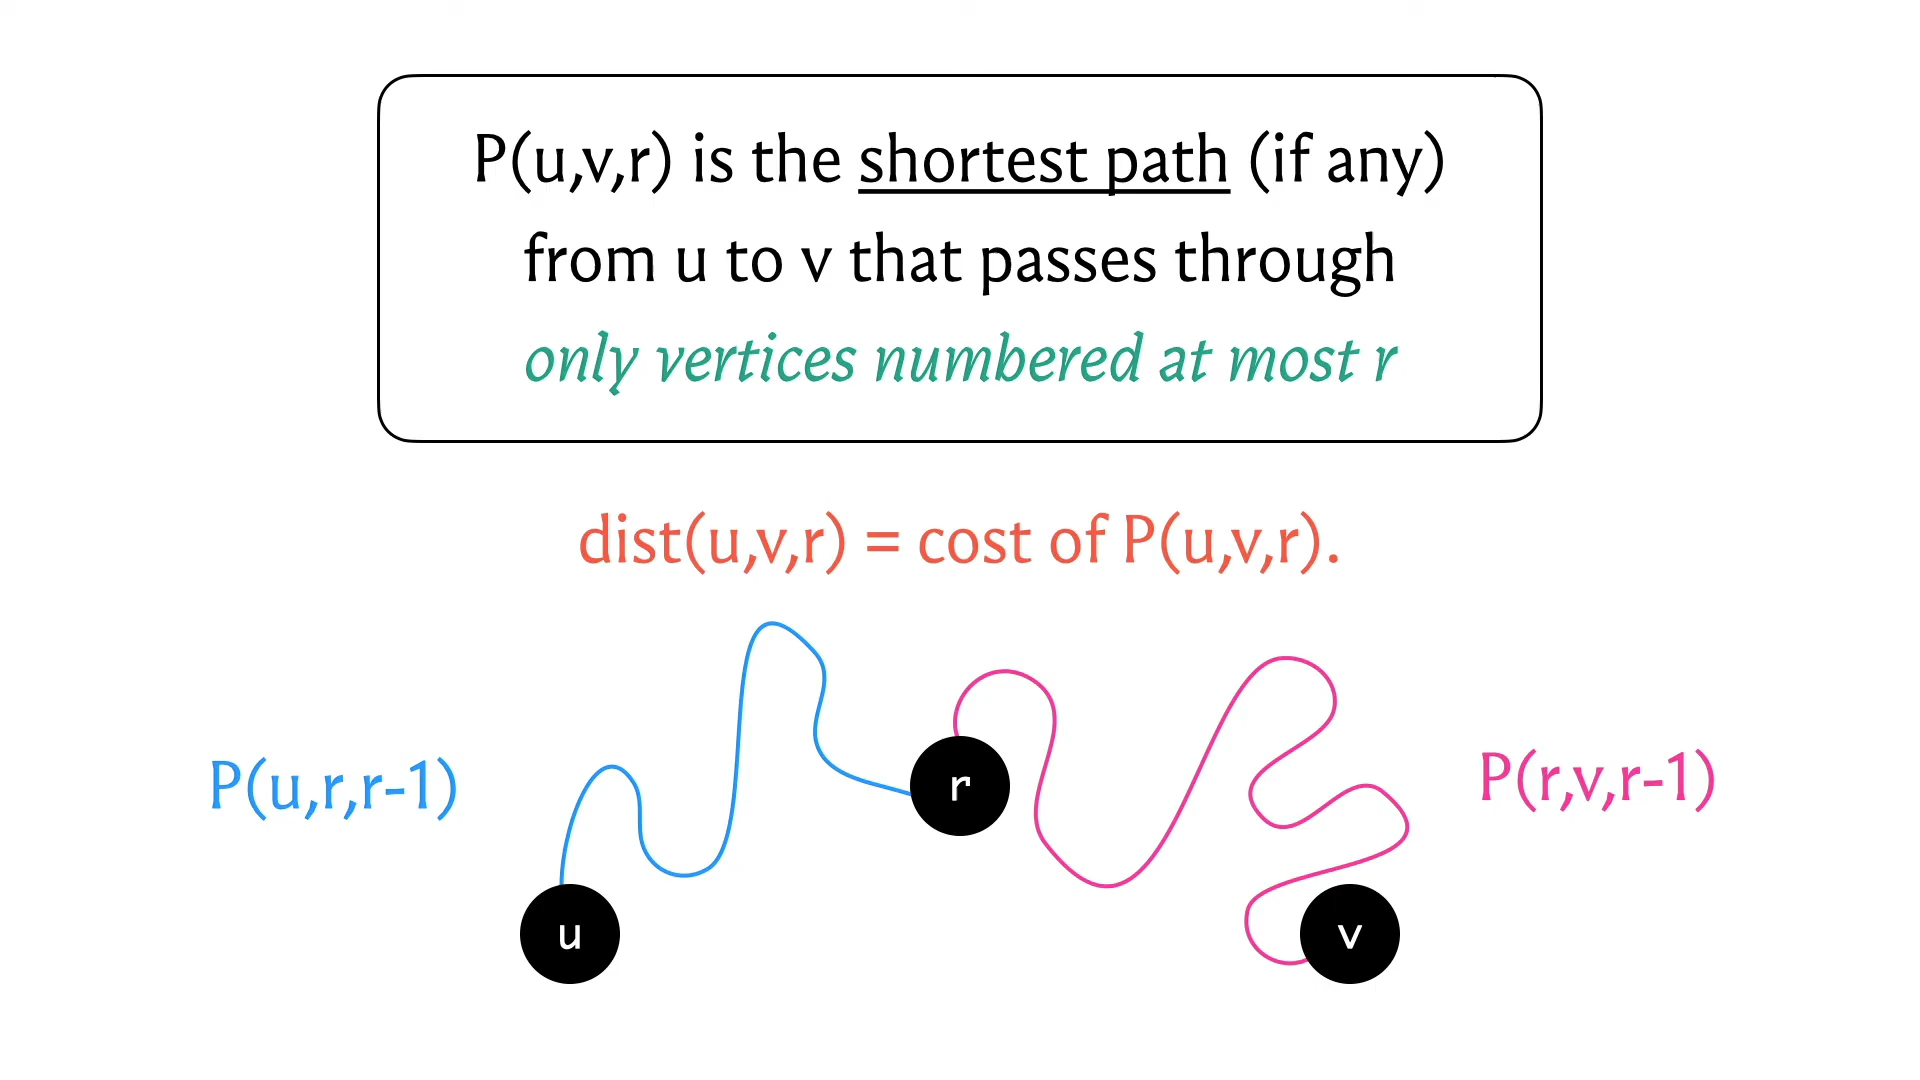 P(u,v,r) is the shortest path (if any)
from u to v that passes through
only vertices numbered at most r
dist(u,v,r) = cost of P(u,v,r).
P(u,r,r-1)
r
P(r,v,r-1)
u
v